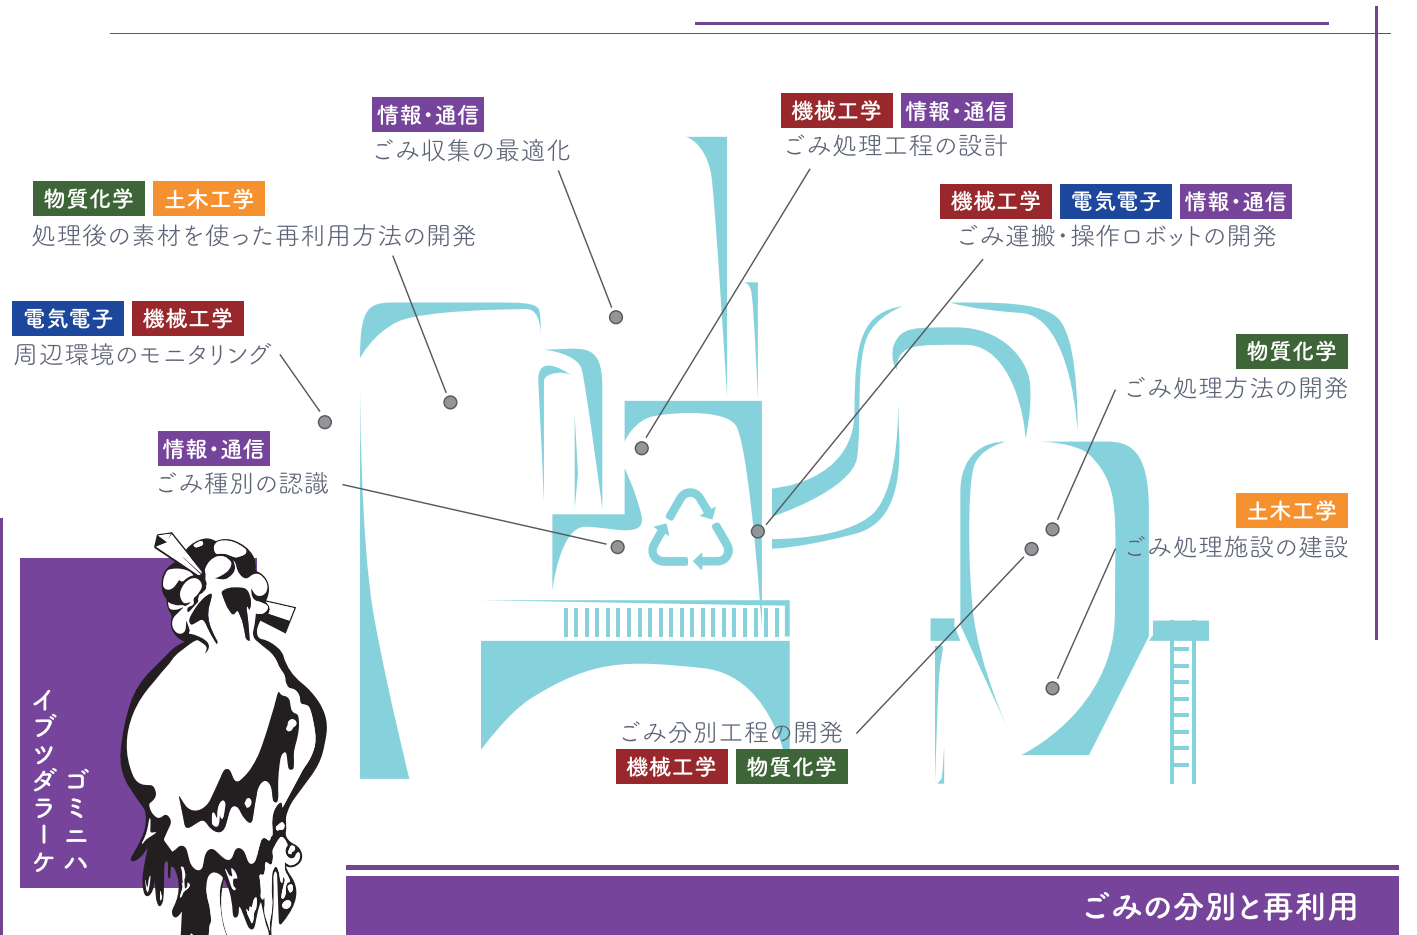 情報・通信
ごみ収集の最適化
機械工学 情報・通信
ごみ処理工程の設計
物質化学 土木工学
処理後の素材を使った再利用方法の開発
機械工学 電気電子 情報・通信
ごみ運搬・操作ロボットの開発
電気電子 機械工学
周辺環境のモニタリング
物質化学
ごみ処理方法の開発
情報・通信
ごみ種別の認識
土木工学
ごみ処理施設の建設
ごみ分別工程の開発
機械工学 物質化学
ゴミニハ
イブツダラーケ
ごみの分別と再利用